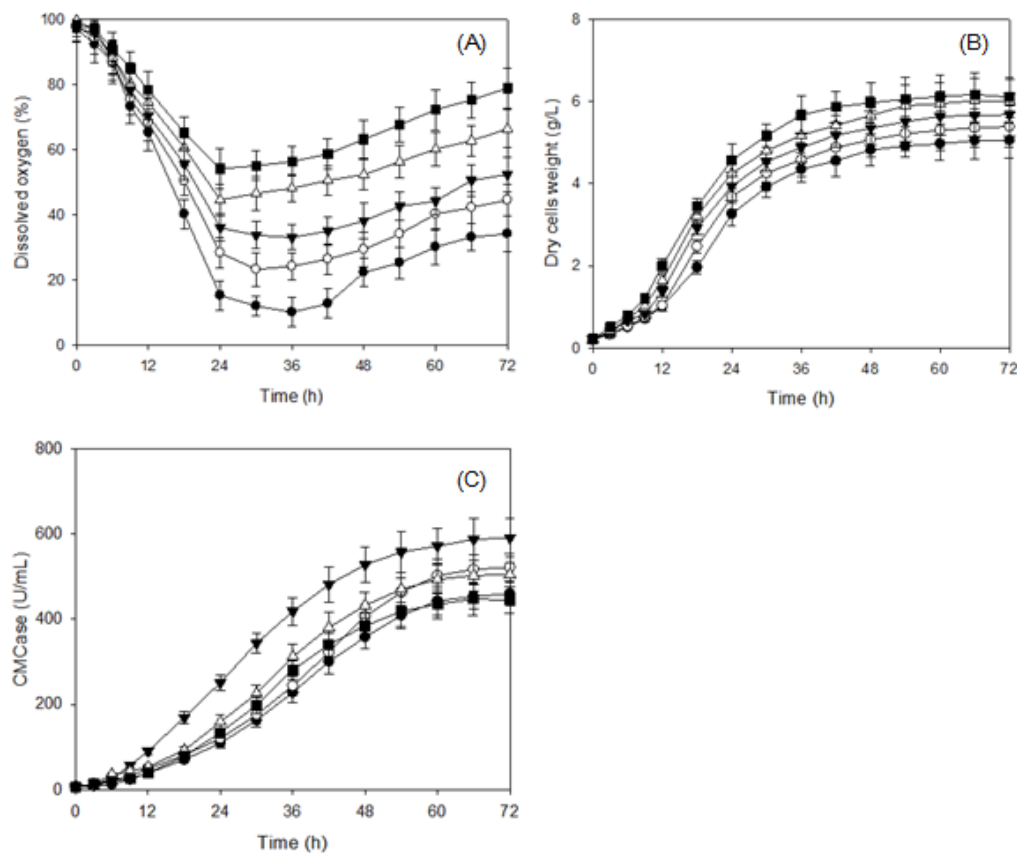 (A)
Dissolved oxygen (%)
100
80
60
40
20
0
0 12 24 36 48 60 72
Time (h)
(B)
Dry cells weight (g/L)
8
6
4
2
0
0 12 24 36 48 60 72
Time (h)
(C)
CMCase (U/mL)
800
600
400
200
0
0 12 24 36 48 60 72
Time (h)